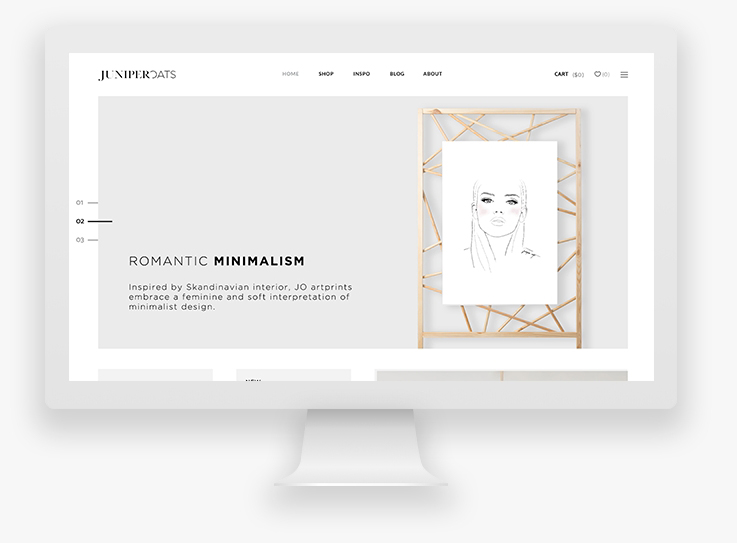 JUNIPEROATS
HOME SHOP INSPO BLOG ABOUT
CART ($0) (0)
01
02
03
ROMANTIC MINIMALISM
Inspired by Skandinavian interior, JO artprints
embrace a feminine and soft interpretation of
minimalist design.